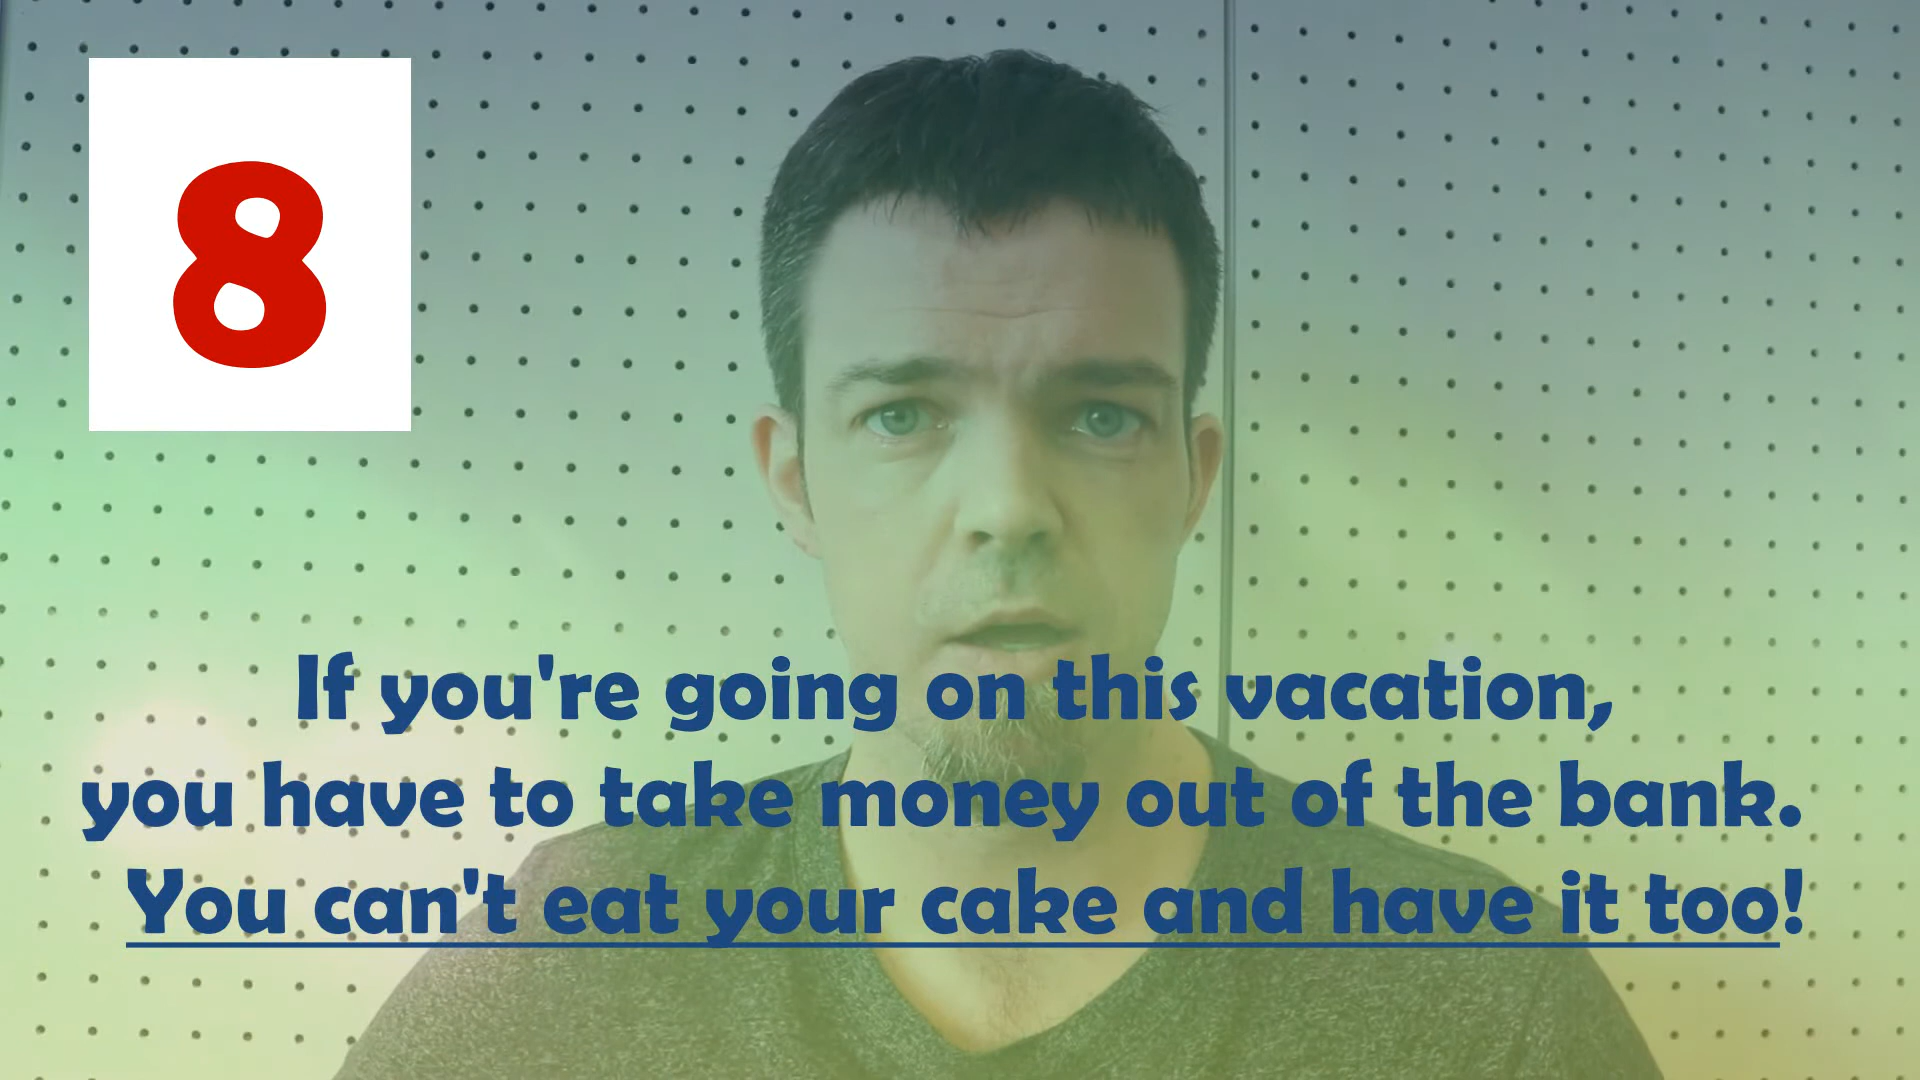 8
If you're going on this vacation,
you have to take money out of the bank.
You can't eat your cake and have it too!